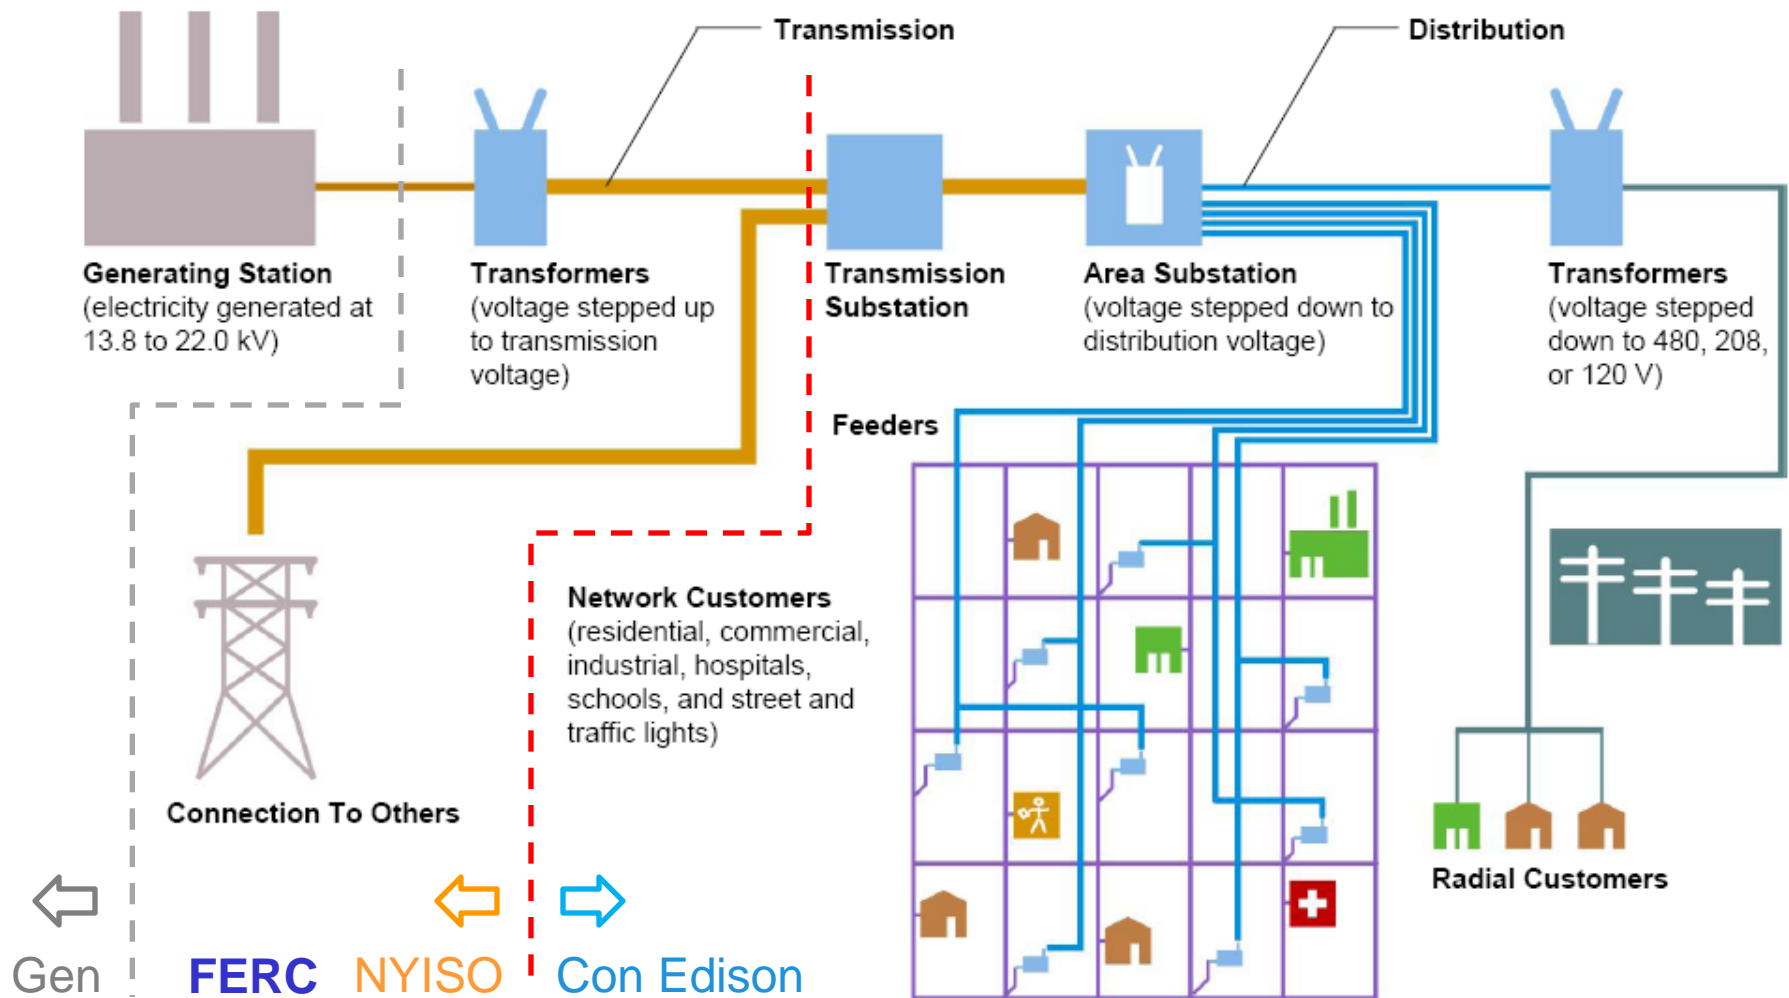 Transmission
Distribution
Generating Station
(electricity generated at
13.8 to 22.0 kV)
Transformers
(voltage stepped up
to transmission
voltage)
Transmission
Substation
Area Substation
(voltage stepped down to
distribution voltage)
Transformers
(voltage stepped
down to 480, 208,
or 120 V)
Feeders
Network Customers
(residential, commercial,
industrial, hospitals,
schools, and street and
traffic lights)
Connection To Others
Radial Customers
Gen
FERC
NYISO
Con Edison